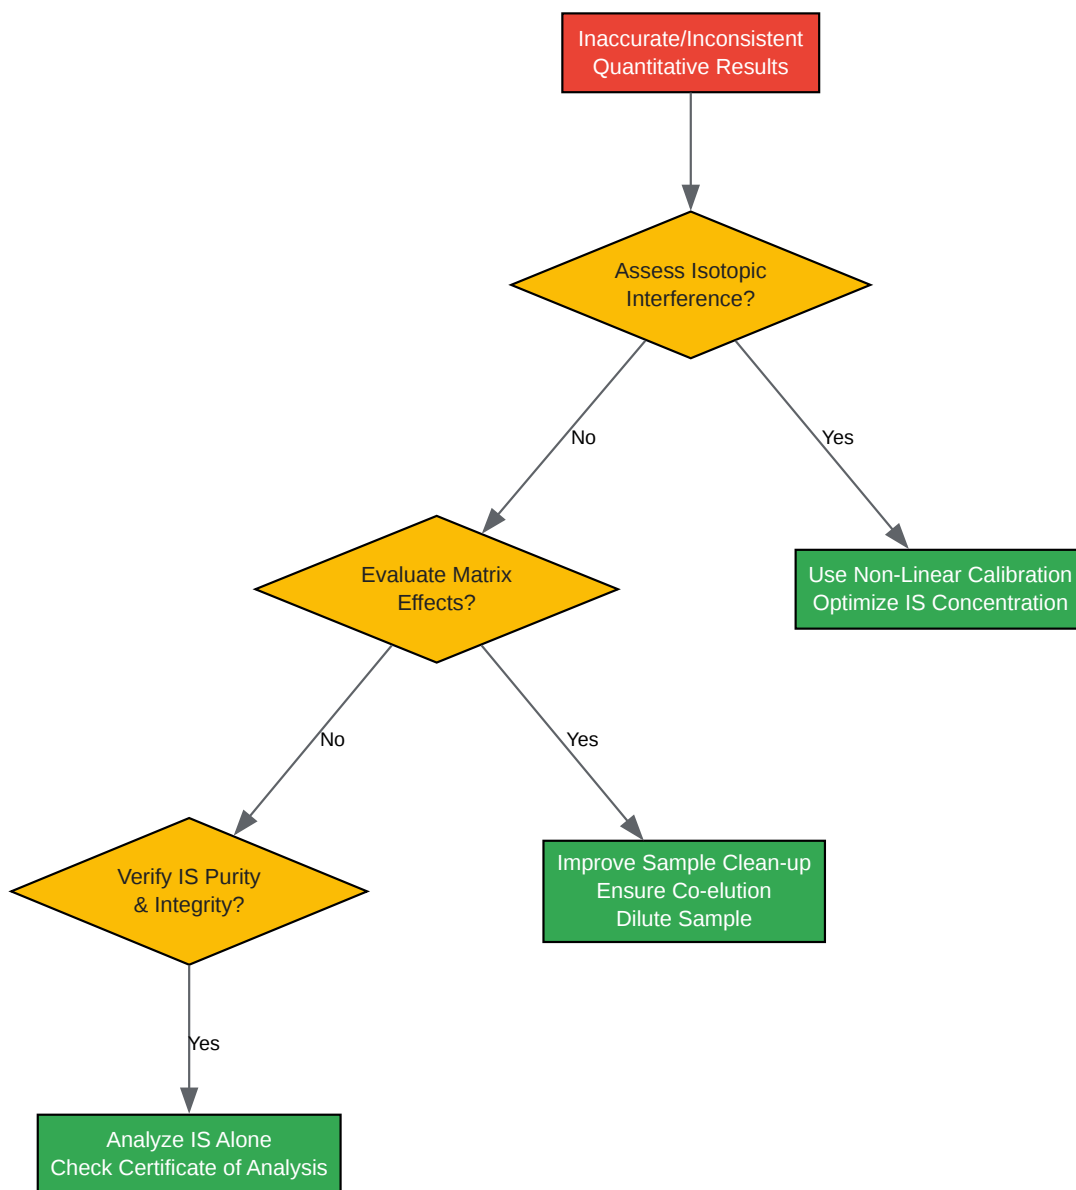 Inaccurate/Inconsistent
Quantitative Results
Assess Isotopic
Interference?
No
Yes
Evaluate Matrix
Effects?
Use Non-Linear Calibration
Optimize IS Concentration
No
Yes
Verify IS Purity
& Integrity?
Improve Sample Clean-up
Ensure Co-elution
Dilute Sample
Yes
Analyze IS Alone
Check Certificate of Analysis